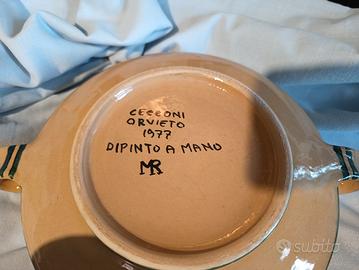 CECCONI
ORVIETO
1977
DIPINTO A MANO
MR
subito